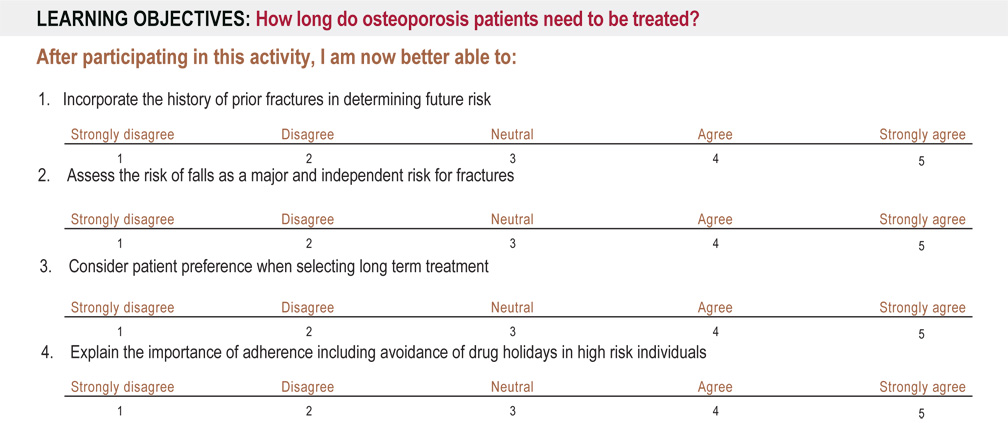 LEARNING OBJECTIVES: How long do osteoporosis patients need to be treated?
After participating in this activity, I am now better able to:
1. Incorporate the history of prior fractures in determining future risk
Strongly disagree Disagree Neutral Agree Strongly agree
1 2 3 4 5
2. Assess the risk of falls as a major and independent risk for fractures
Strongly disagree Disagree Neutral Agree Strongly agree
1 2 3 4 5
3. Consider patient preference when selecting long term treatment
Strongly disagree Disagree Neutral Agree Strongly agree
1 2 3 4 5
4. Explain the importance of adherence including avoidance of drug holidays in high risk individuals
Strongly disagree Disagree Neutral Agree Strongly agree
1 2 3 4 5